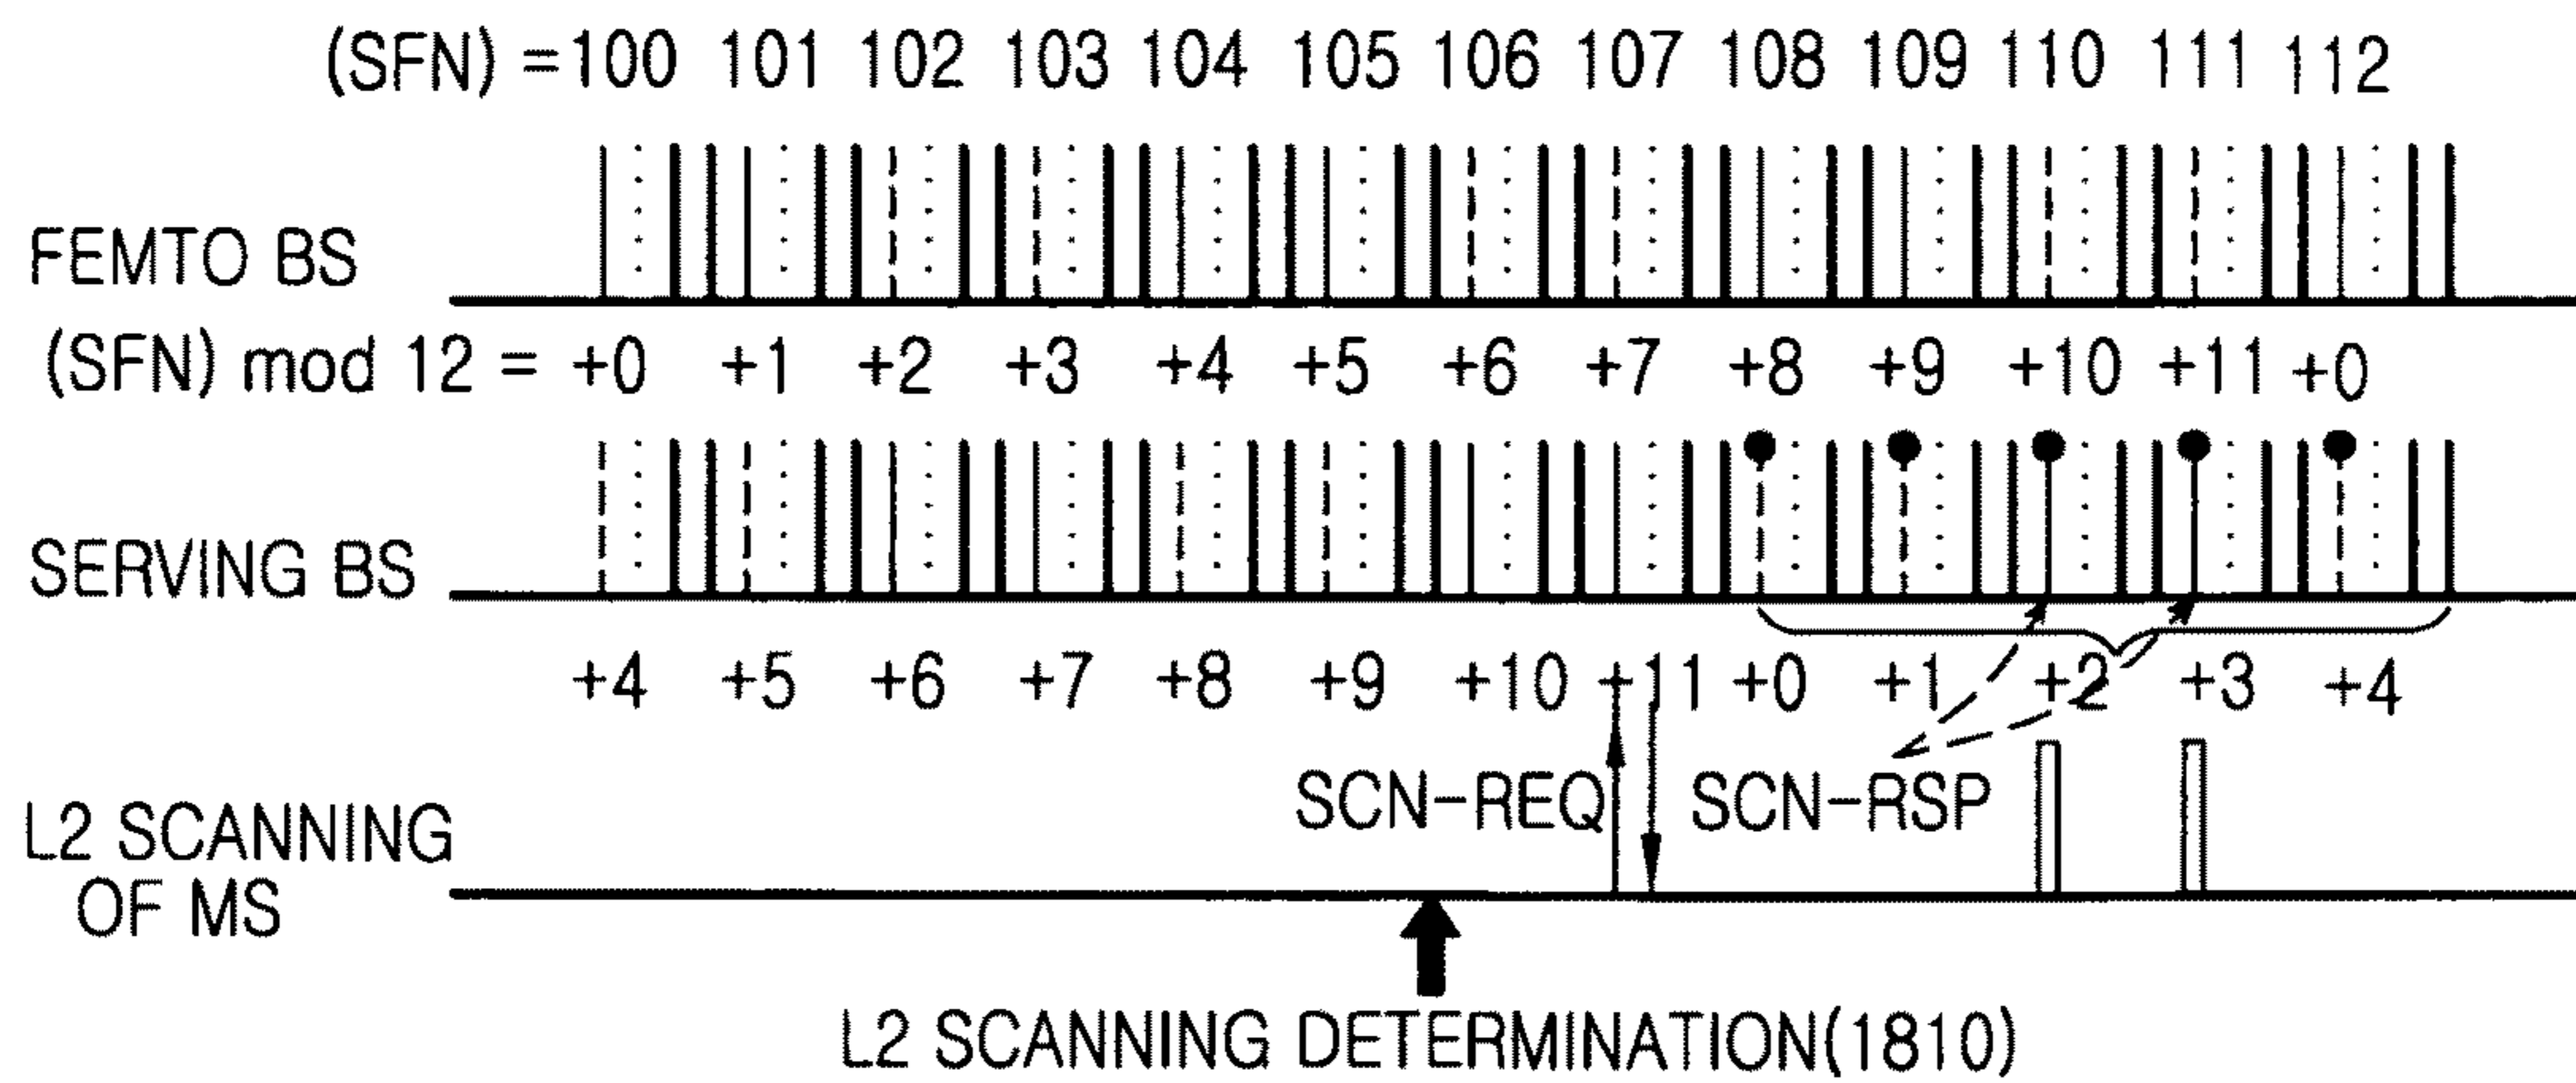 (SFN) =100 101 102 103 104 105 106 107 108 109 110 111 112
FEMTO BS
(SFN) mod 12 = +0 +1 +2 +3 +4 +5 +6 +7 +8 +9 +10 +11 +0
SERVING BS
+4 +5 +6 +7 +8 +9 +10 +11 +0 +1 +2 +3 +4
SCN-REQ SCN-RSP
L2 SCANNING
OF MS
L2 SCANNING DETERMINATION(1810)